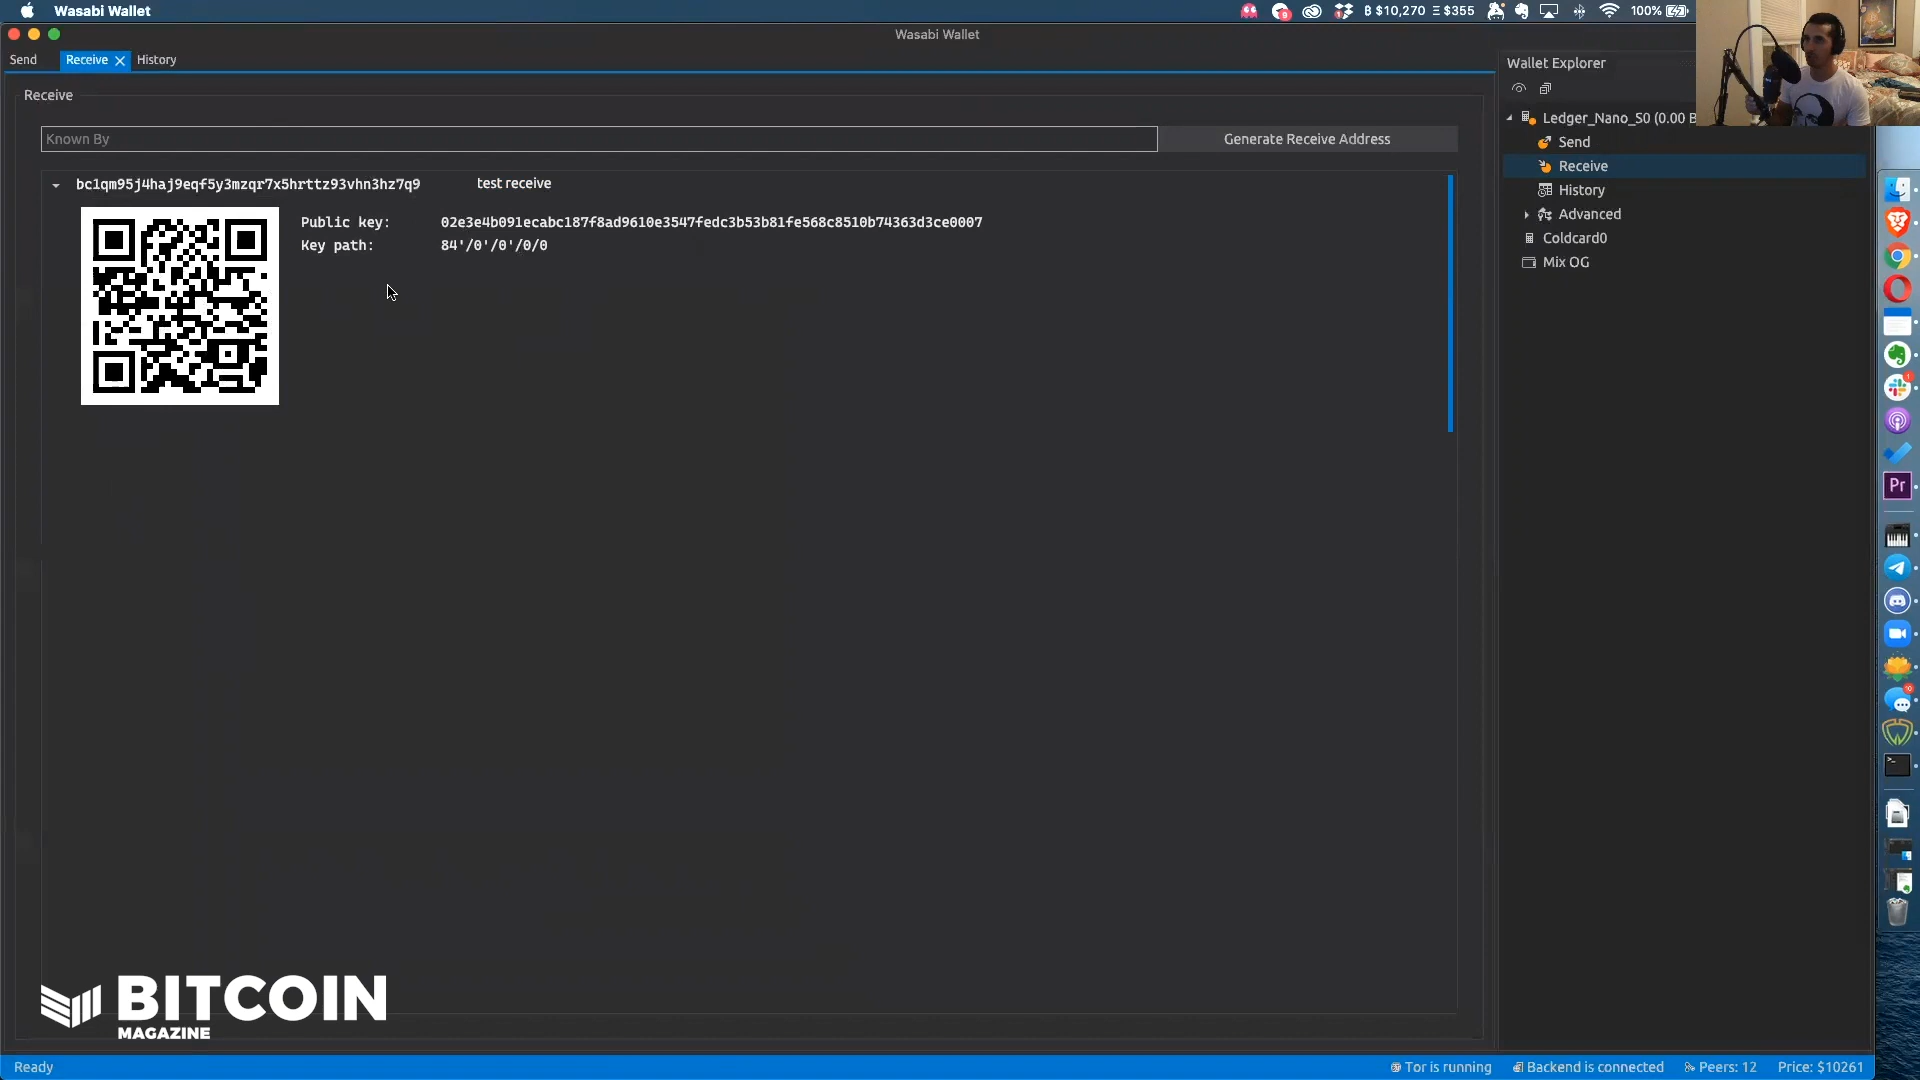 Wasabi Wallet
฿ $10,270 Ξ $355
100%
Wasabi Wallet
Send
Receive
History
Receive
Known By
Generate Receive Address
bc1qm95j4haj9eqf5y3mzqr7x5hrttz93vhn3hz7q9
test receive
Public key: 02e3e4b091ecabc187f8ad9610e3547fedc3b53b81fe568c8510b74363d3ce0007
Key path: 84'/0'/0'/0/0
Wallet Explorer
Ledger_Nano_S0 (0.00 B
Send
Receive
History
Advanced
Coldcard0
Mix OG
Pr
BITCOIN
MAGAZINE
Ready
Tor is running
Backend is connected
Peers: 12
Price: $10261